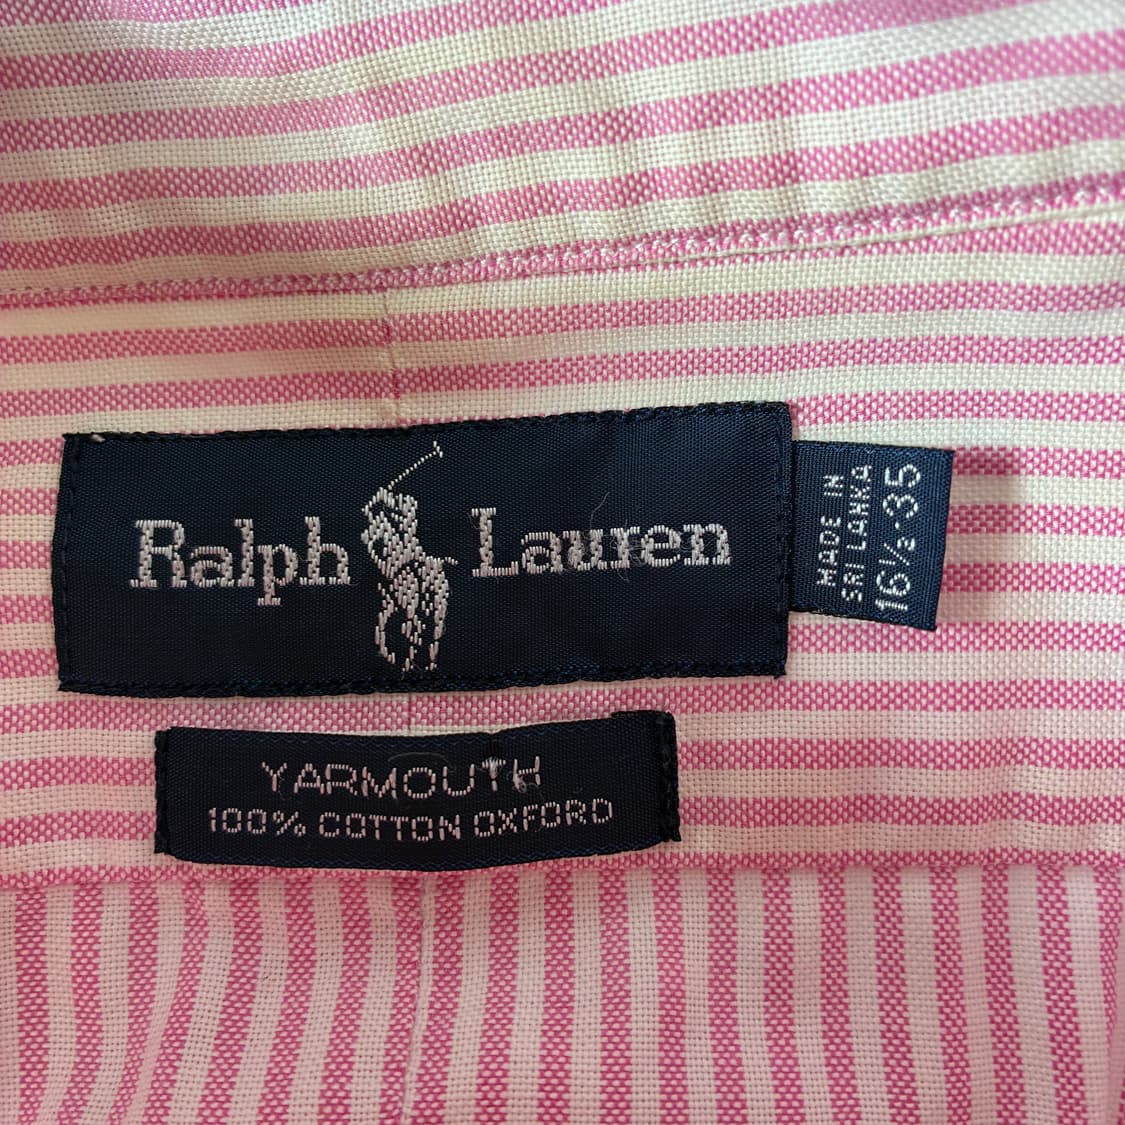 Ralph Lauren
MADE IN
SRI LANKA
16½-35
YARMOUTH
100% COTTON OXFORD